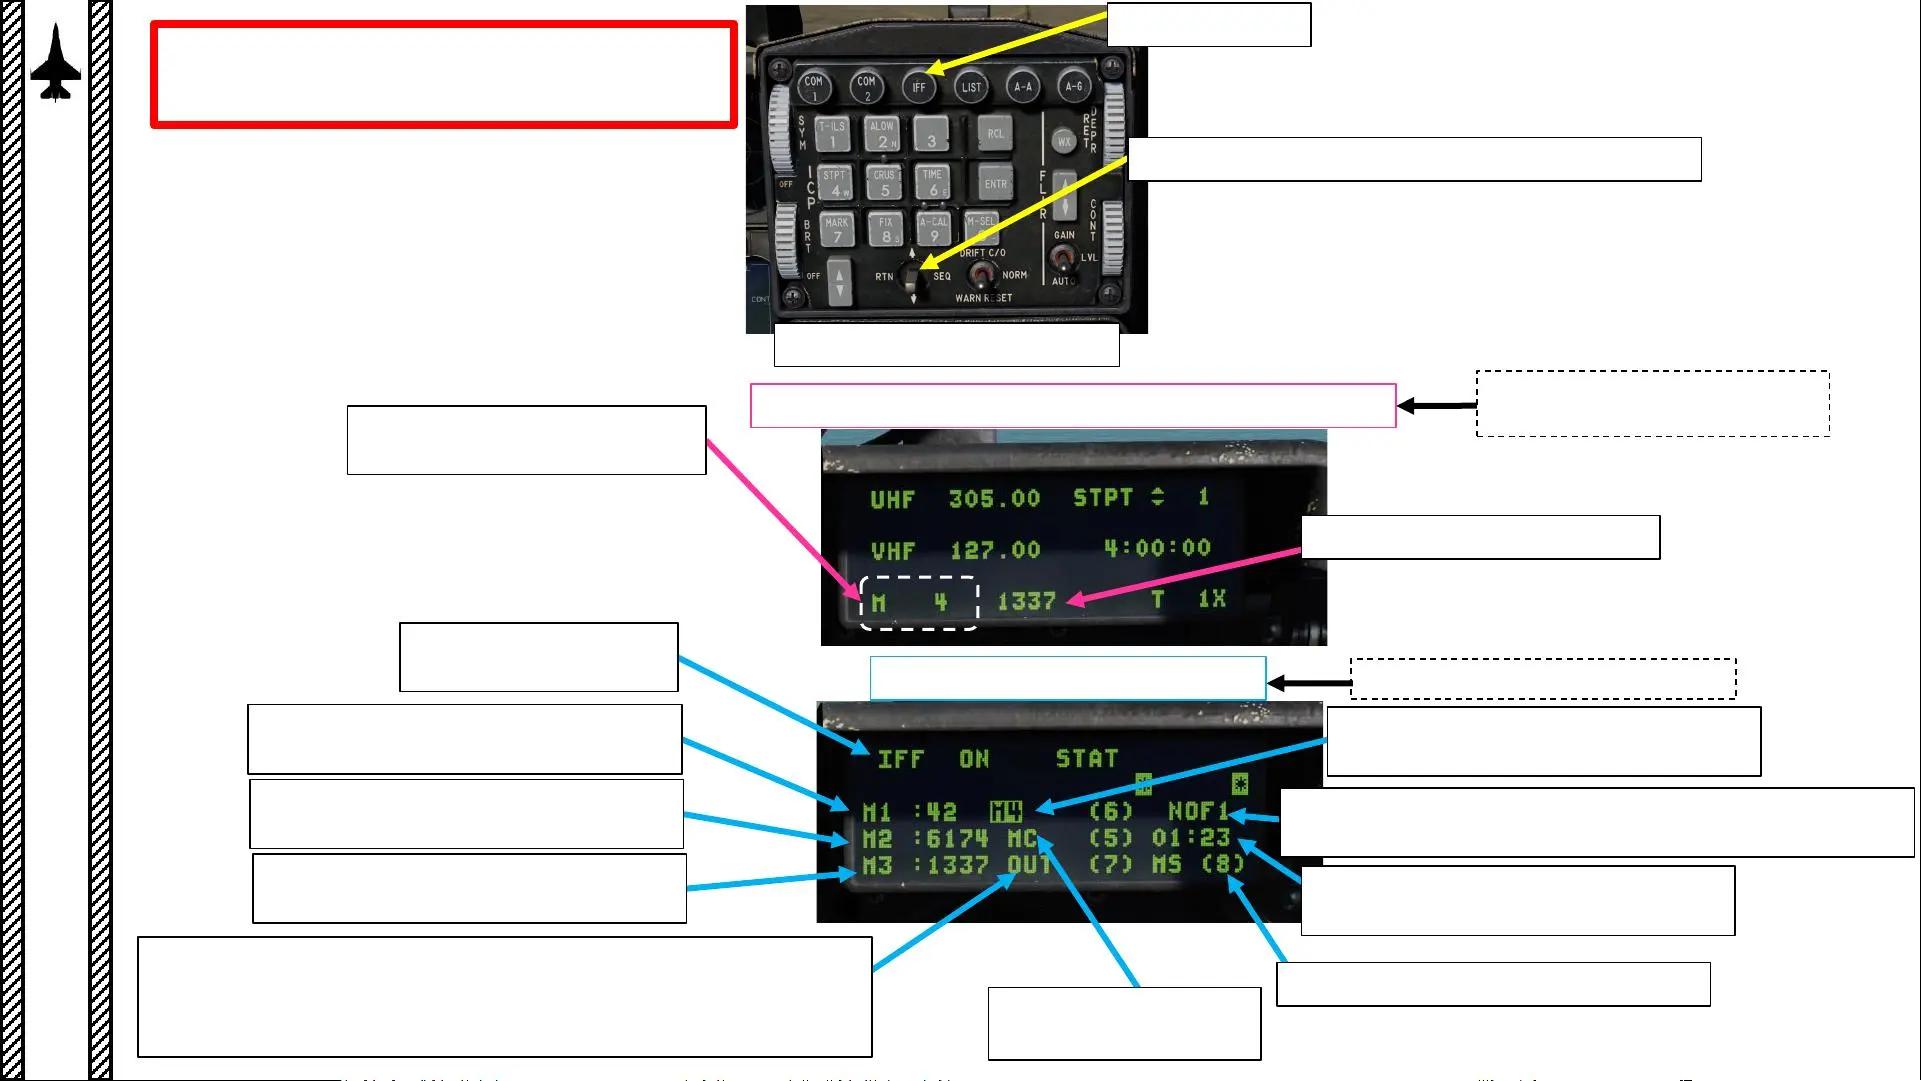 COM 1 COM 2 IFF LIST A-A A-G
SYM
T-ILS 1 ALOW 2 N 3 RCL
WX
RET DEPR
OFF
ICP
STPT 4 W CRUS 5 TIME 6 E ENTR
FLIR
BRT
MARK 7 FIX 8 S A-CAL 9 M-SEL
CONT
GAIN
LVL
AUTO
DRIFT C/O
OFF RTN SEQ NORM
WARN RESET
CONT
UHF 305.00 STPT 1
VHF 127.00 4:00:00
M 4 1337 T 1X
IFF ON STAT
M1 :42 M4 (6) NOF1
M2 :6174 MC (5) 01:23
M3 :1337 OUT (7) MS (8)